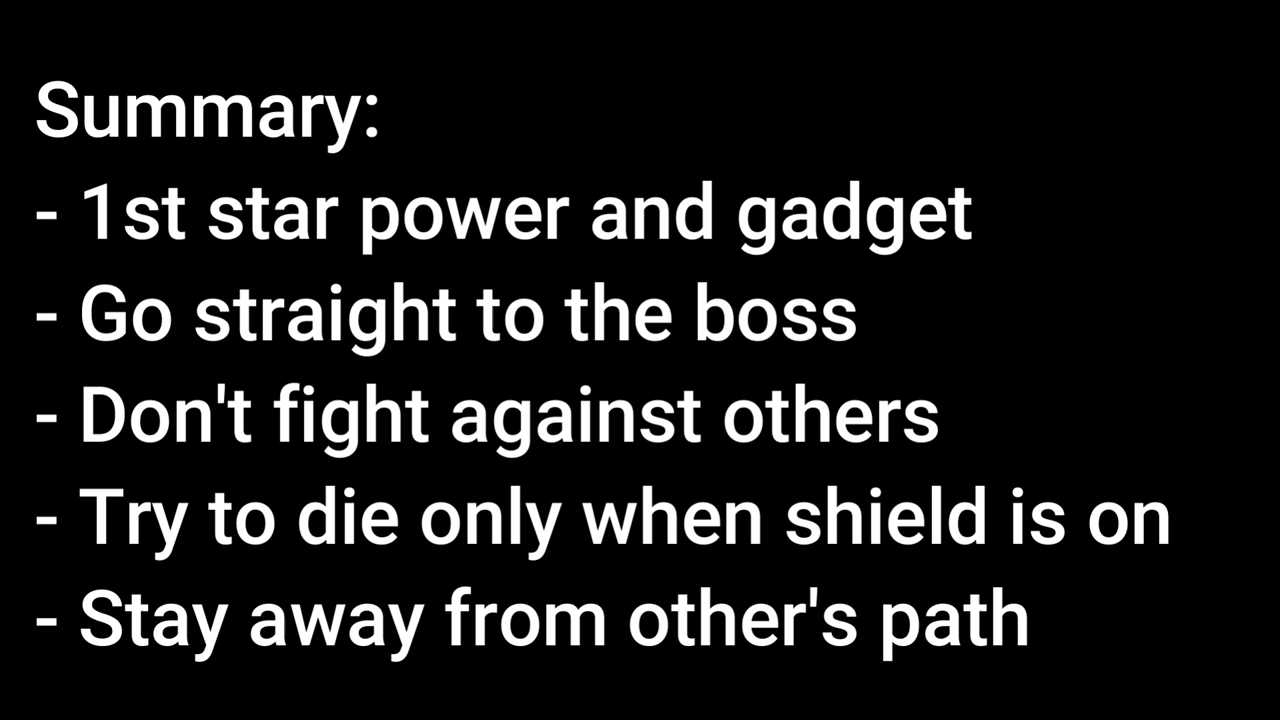 Summary:
- 1st star power and gadget
- Go straight to the boss
- Don't fight against others
- Try to die only when shield is on
- Stay away from other's path